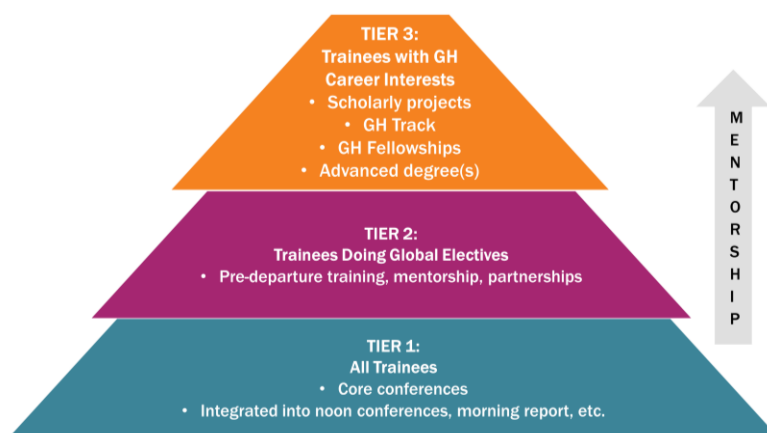 TIER 3:
Trainees with GH
Career Interests
• Scholarly projects
• GH Track
• GH Fellowships
• Advanced degree(s)
TIER 2:
Trainees Doing Global Electives
• Pre-departure training, mentorship, partnerships
TIER 1:
All Trainees
• Core conferences
• Integrated into noon conferences, morning report, etc.
MENTORSHIP